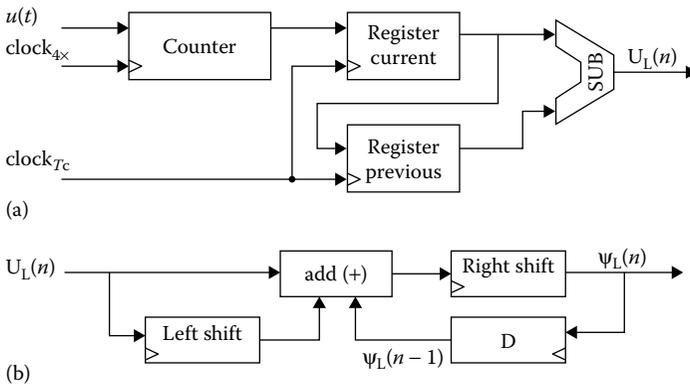 u(t)
clock4×
Counter
Register
current
SUB
UL(n)
Register
previous
clockTc
(a)
UL(n)
add (+)
Right shift
ψL(n)
Left shift
D
ψL(n − 1)
(b)